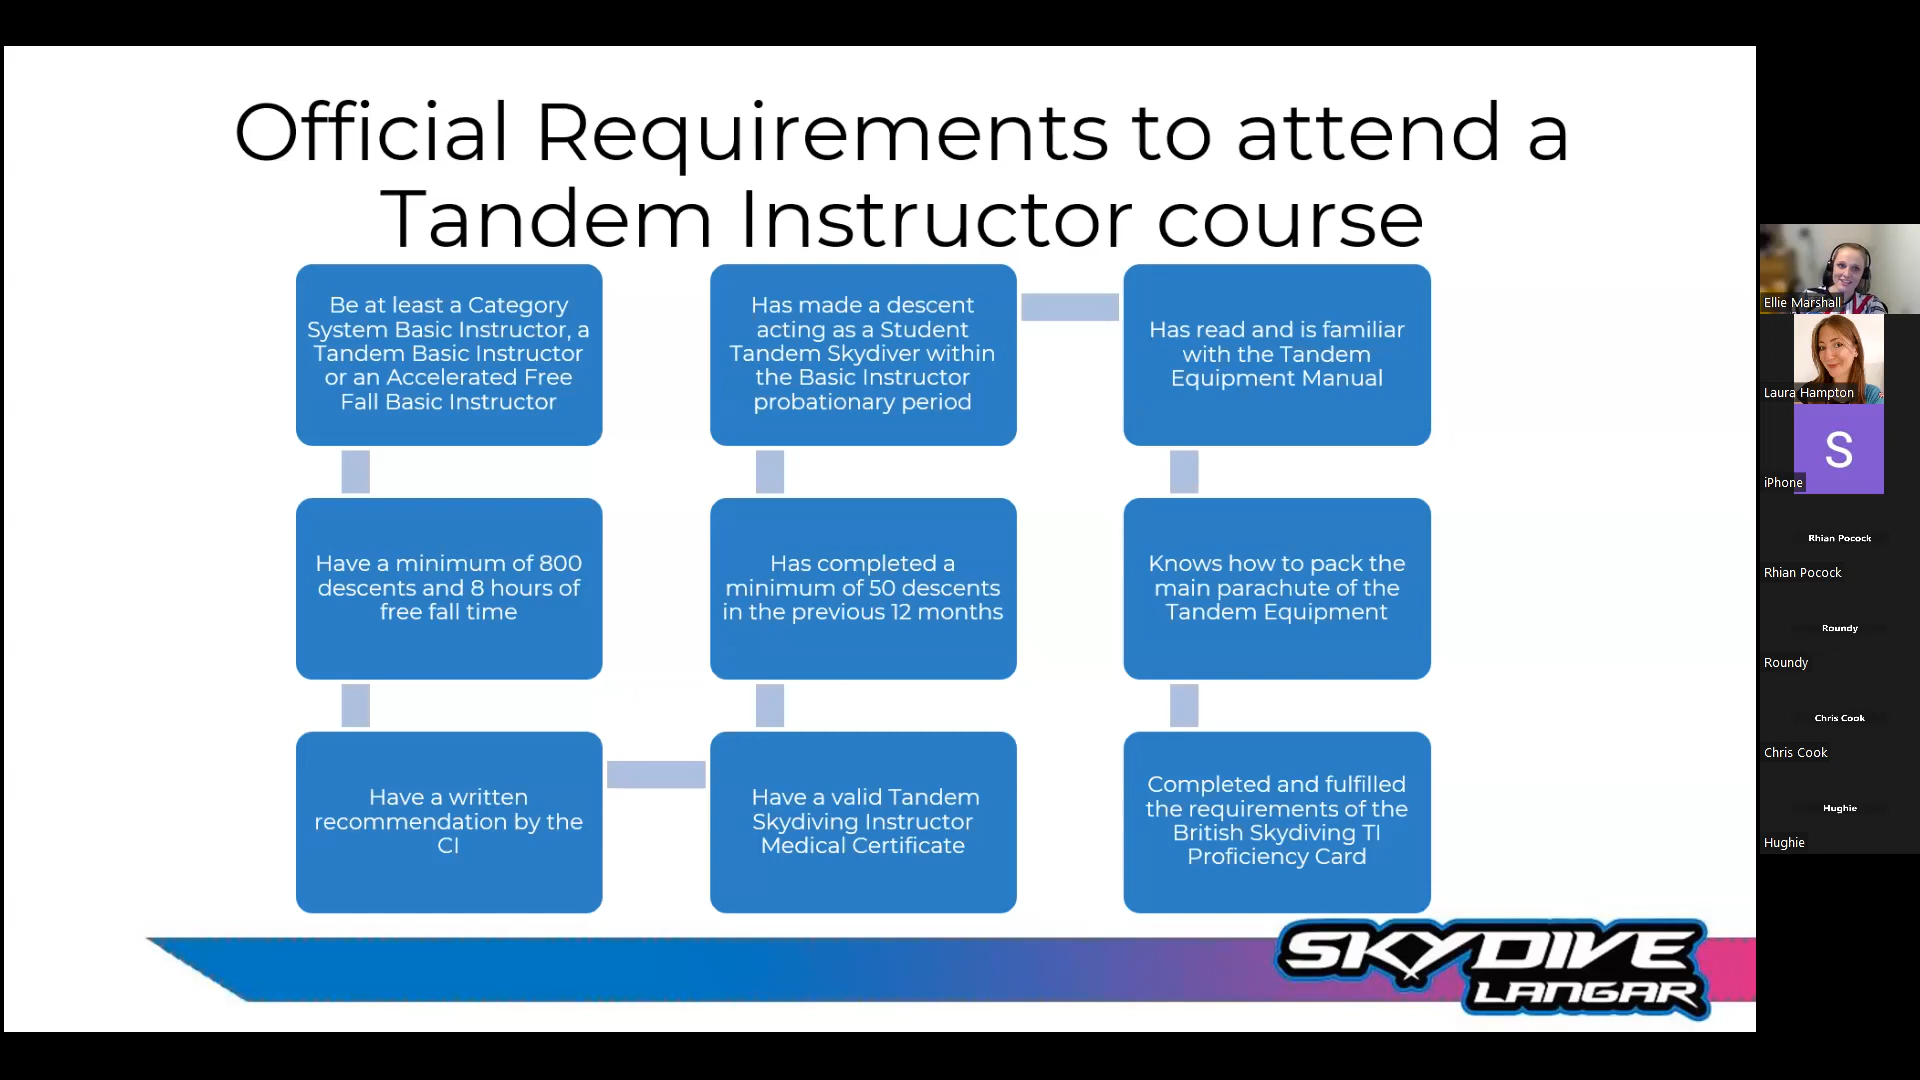 Official Requirements to attend a
Tandem Instructor course
Be at least a Category
System Basic Instructor, a
Tandem Basic Instructor
or an Accelerated Free
Fall Basic Instructor
Have a minimum of 800
descents and 8 hours of
free fall time
Have a written
recommendation by the
CI
Have a valid Tandem
Skydiving Instructor
Medical Certificate
Has completed a
minimum of 50 descents
in the previous 12 months
Has made a descent
acting as a Student
Tandem Skydiver within
the Basic Instructor
probationary period
Has read and is familiar
with the Tandem
Equipment Manual
Knows how to pack the
main parachute of the
Tandem Equipment
Completed and fulfilled
the requirements of the
British Skydiving TI
Proficiency Card
SKYDIVE
LANGAR
Ellie Marshall
Laura Hampton
S
iPhone
Rhian Pocock
Rhian Pocock
Roundy
Roundy
Chris Cook
Chris Cook
Hughie
Hughie